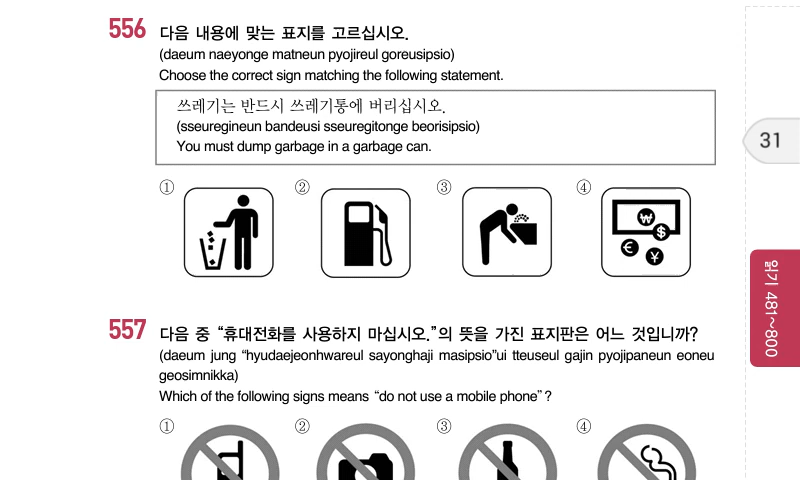 556 다음 내용에 맞는 표지를 고르십시오.
(daeum naeyonge matneun pyojireul goreusipsio)
Choose the correct sign matching the following statement.
쓰레기는 반드시 쓰레기통에 버리십시오.
(sseuregineun bandeusi sseuregitonge beorisipsio)
You must dump garbage in a garbage can.
31
① ② ③ ④
₩ $ € ¥
읽기 481~800
557 다음 중 “휴대전화를 사용하지 마십시오.”의 뜻을 가진 표지판은 어느 것입니까?
(daeum jung “hyudaejeonhwareul sayonghaji masipsio”ui tteuseul gajin pyojipaneun eoneu
geosimnikka)
Which of the following signs means “do not use a mobile phone”?
① ② ③ ④